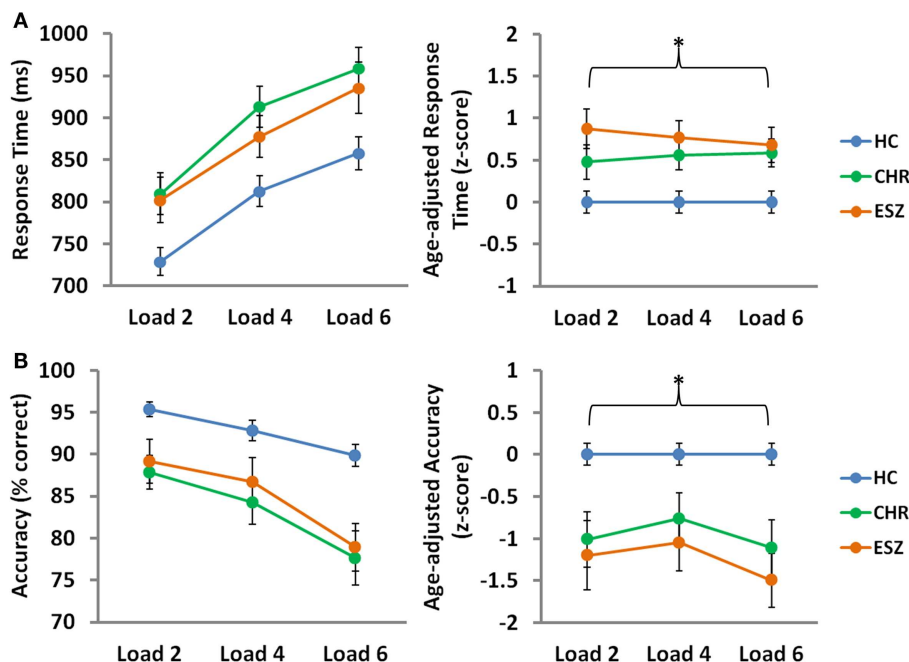 A
Response Time (ms)
1000
950
900
850
800
750
700
Load 2 Load 4 Load 6
Age-adjusted Response
Time (z-score)
2
1.5
1
0.5
0
-0.5
-1
*
Load 2 Load 4 Load 6
HC
CHR
ESZ
B
Accuracy (% correct)
100
95
90
85
80
75
70
Load 2 Load 4 Load 6
Age-adjusted Accuracy
(z-score)
1
0.5
0
-0.5
-1
-1.5
-2
*
Load 2 Load 4 Load 6
HC
CHR
ESZ